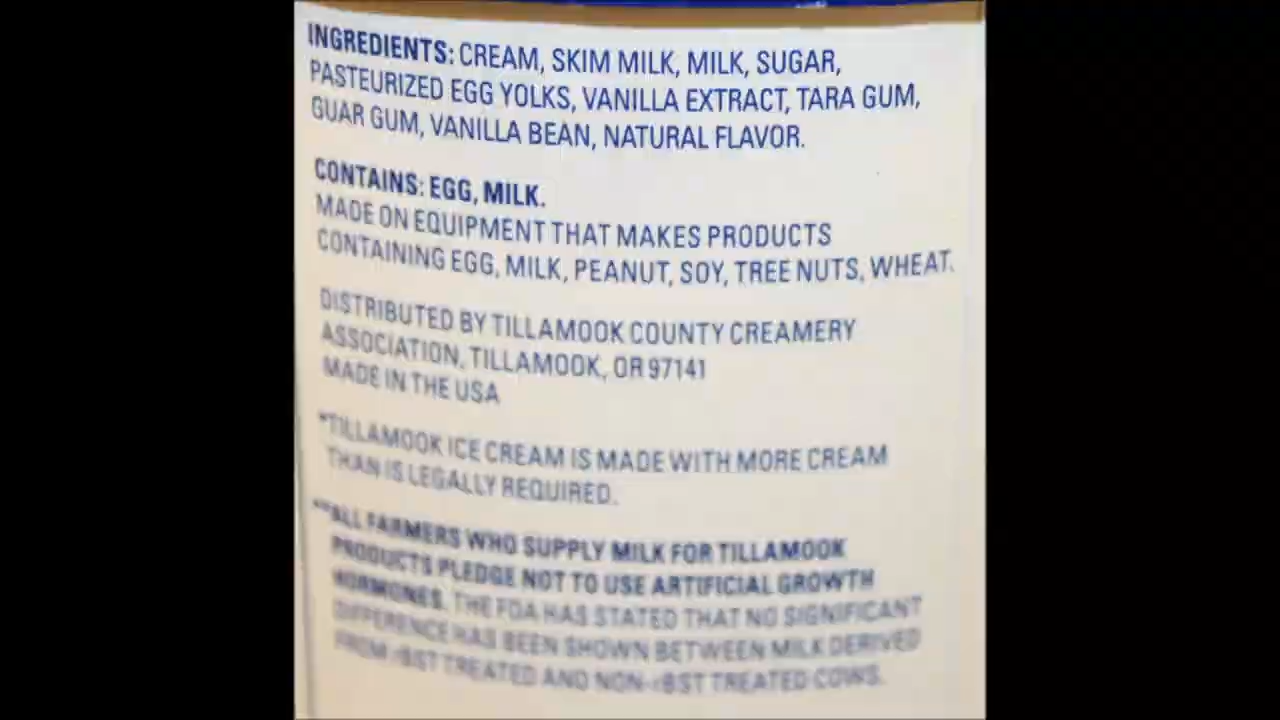 INGREDIENTS: CREAM, SKIM MILK, MILK, SUGAR,
PASTEURIZED EGG YOLKS, VANILLA EXTRACT, TARA GUM,
GUAR GUM, VANILLA BEAN, NATURAL FLAVOR.
CONTAINS: EGG, MILK.
MADE ON EQUIPMENT THAT MAKES PRODUCTS
CONTAINING EGG, MILK, PEANUT, SOY, TREE NUTS, WHEAT.
DISTRIBUTED BY TILLAMOOK COUNTY CREAMERY
ASSOCIATION, TILLAMOOK, OR 97141
MADE IN THE USA
*TILLAMOOK ICE CREAM IS MADE WITH MORE CREAM
THAN IS LEGALLY REQUIRED.
**ALL FARMERS WHO SUPPLY MILK FOR TILLAMOOK
PRODUCTS PLEDGE NOT TO USE ARTIFICIAL GROWTH
HORMONES. THE FDA HAS STATED THAT NO SIGNIFICANT
DIFFERENCE HAS BEEN SHOWN BETWEEN MILK DERIVED
FROM rBST TREATED AND NON-rBST TREATED COWS.